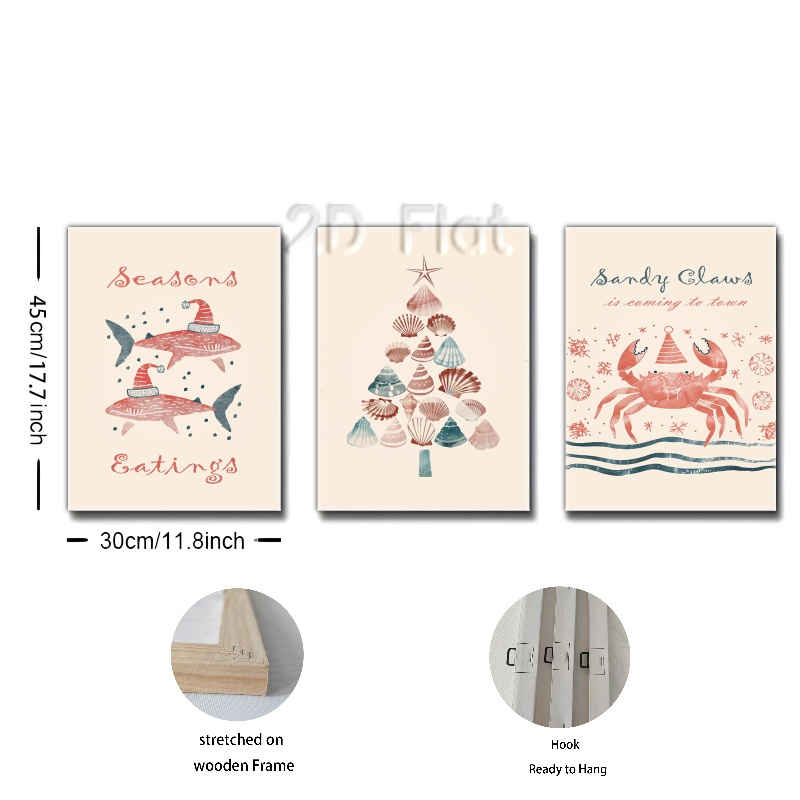 2D Flat
Seasons
Eatings
Sandy Claws
is coming to town
45cm/17.7inch
30cm/11.8inch
stretched on
wooden Frame
Hook
Ready to Hang